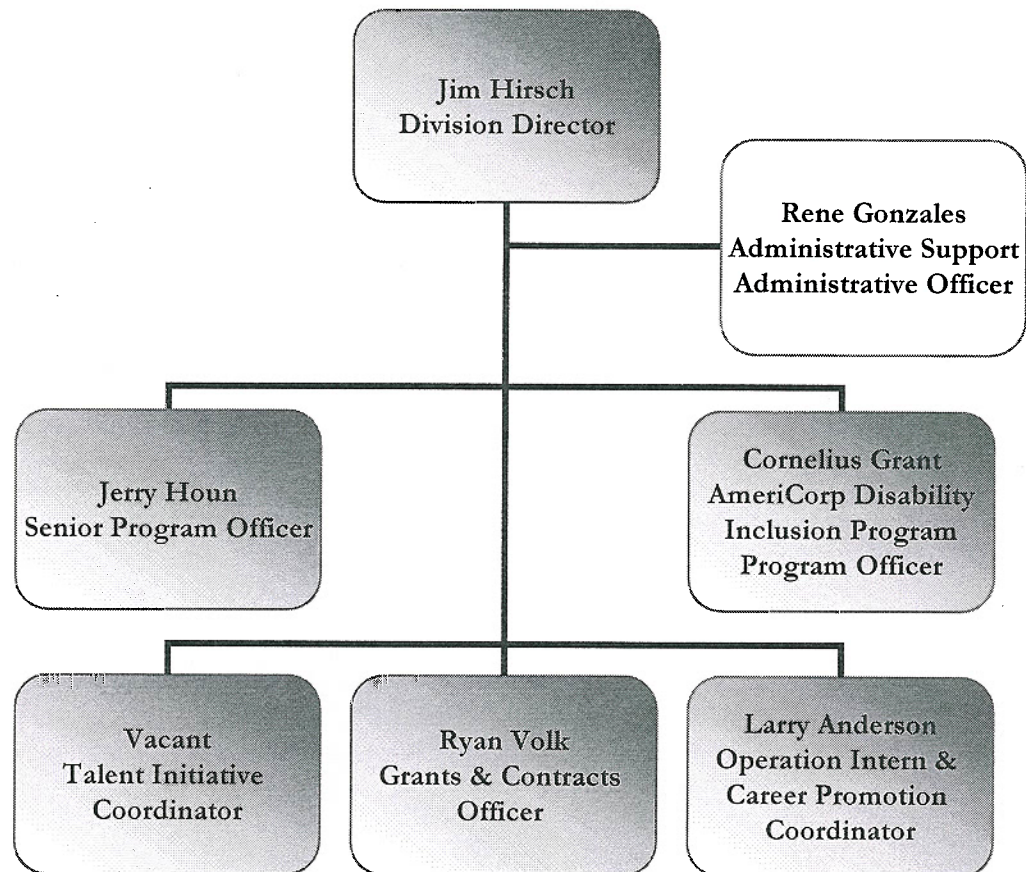 Jim Hirsch
Division Director
Rene Gonzales
Administrative Support
Administrative Officer
Jerry Houn
Senior Program Officer
Cornelius Grant
AmeriCorp Disability
Inclusion Program
Program Officer
Vacant
Talent Initiative
Coordinator
Ryan Volk
Grants & Contracts
Officer
Larry Anderson
Operation Intern &
Career Promotion
Coordinator